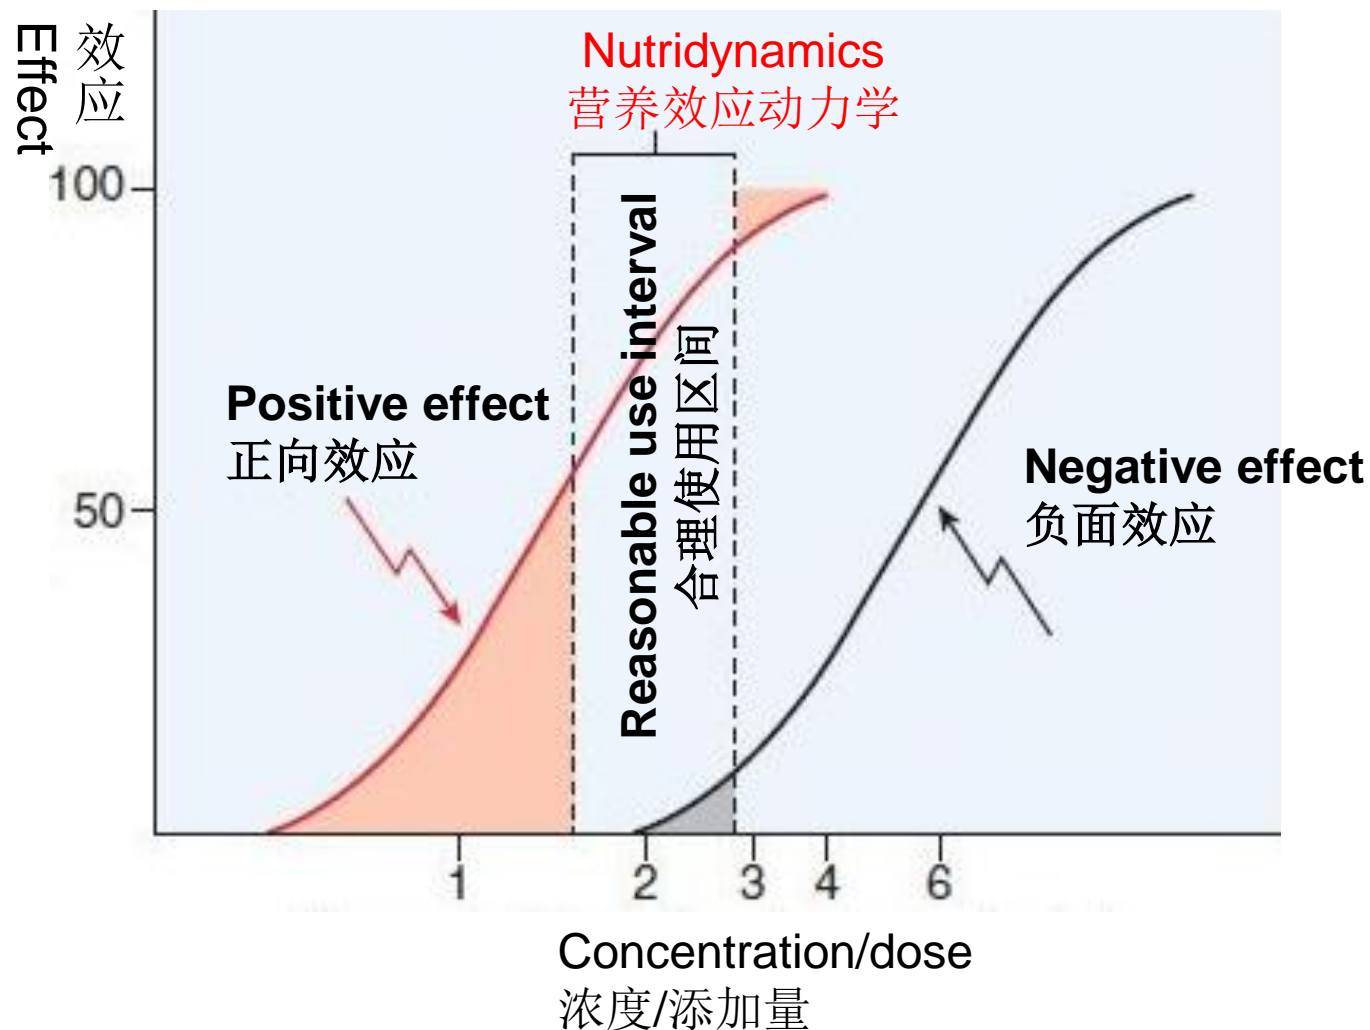 效应
Effect
Nutridynamics
营养效应动力学
100
50
Positive effect
正向效应
Reasonable use interval
合理使用区间
Negative effect
负面效应
1 2 3 4 6
Concentration/dose
浓度/添加量